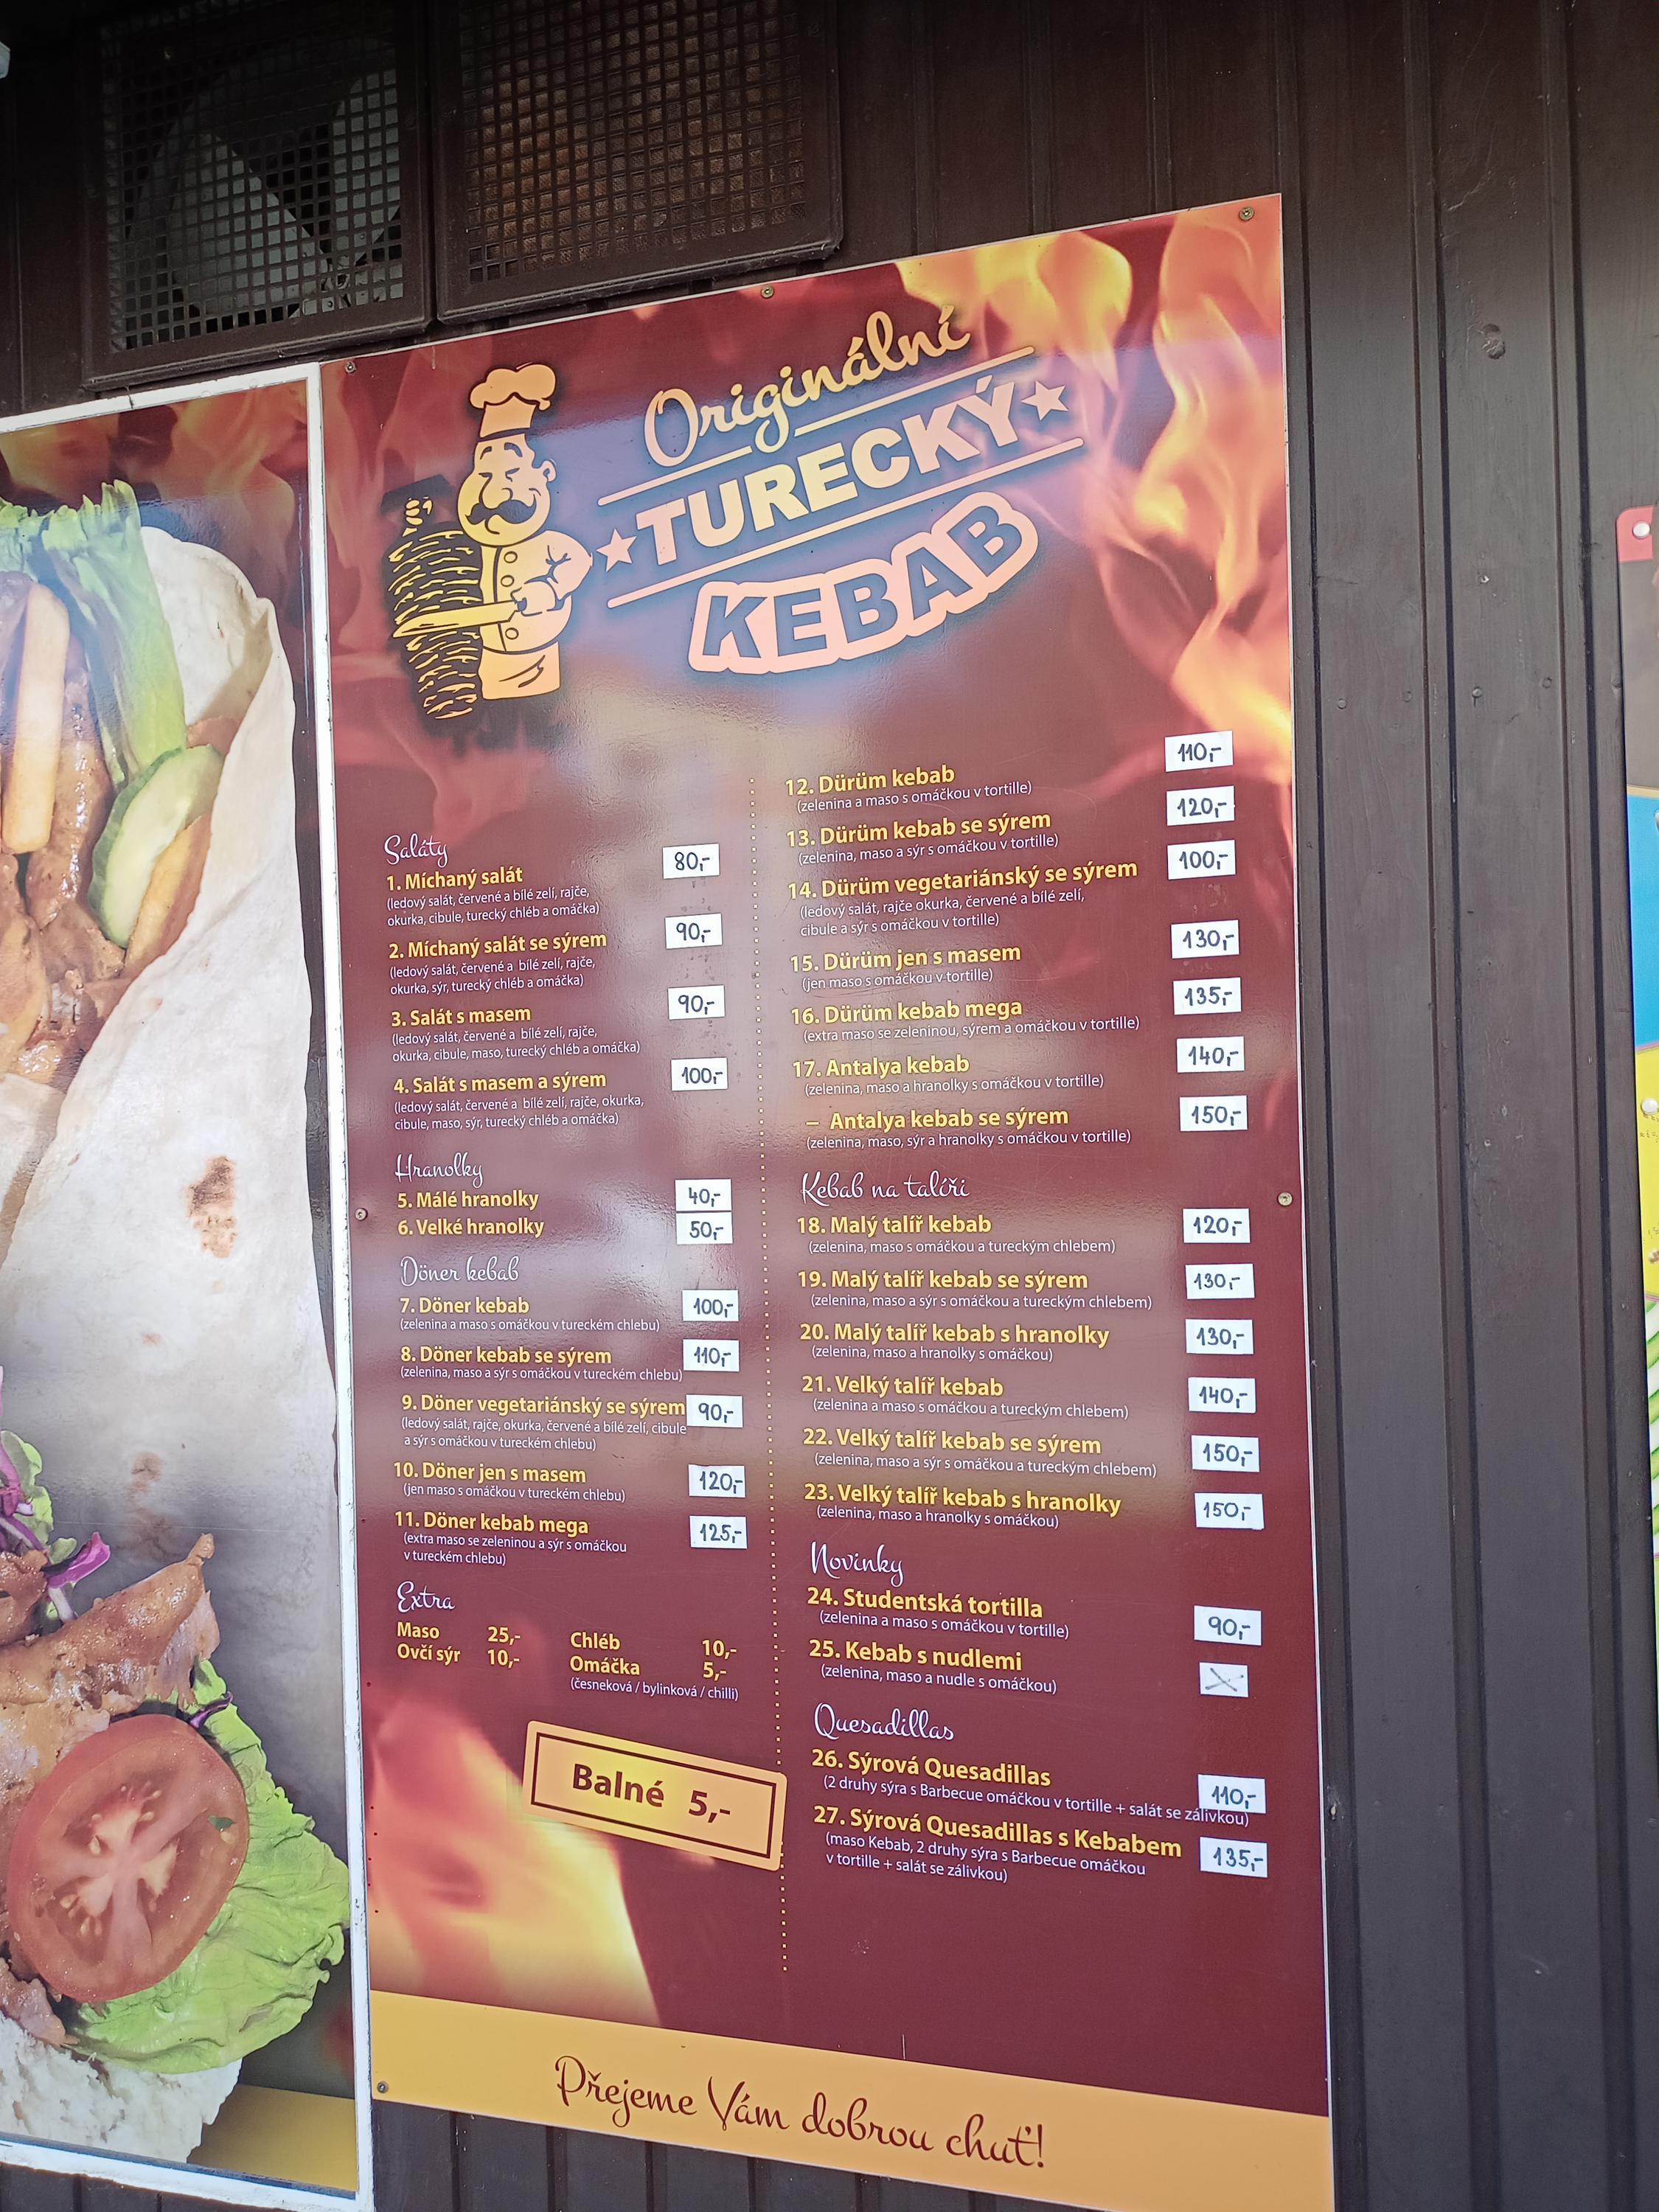 Originální
TURECKÝ
KEBAB
Saláty
1. Míchaný salát 80,-
(ledový salát, červené a bílé zelí, rajče,
okurka, cibule, turecký chléb a omáčka)
2. Míchaný salát se sýrem 90,-
(ledový salát, červené a bílé zelí, rajče,
okurka, sýr, turecký chléb a omáčka)
3. Salát s masem 90,-
(ledový salát, červené a bílé zelí, rajče,
okurka, cibule, maso, turecký chléb a omáčka)
4. Salát s masem a sýrem 100,-
(ledový salát, červené a bílé zelí, rajče, okurka,
cibule, maso, sýr, turecký chléb a omáčka)
Hranolky
5. Málé hranolky 40,-
6. Velké hranolky 50,-
Döner kebab
7. Döner kebab 100,-
(zelenina a maso s omáčkou v tureckém chlebu)
8. Döner kebab se sýrem 110,-
(zelenina, maso a sýr s omáčkou v tureckém chlebu)
9. Döner vegetariánský se sýrem 90,-
(ledový salát, rajče, okurka, červené a bílé zelí, cibule
a sýr s omáčkou v tureckém chlebu)
10. Döner jen s masem 120,-
(jen maso s omáčkou v tureckém chlebu)
11. Döner kebab mega 125,-
(extra maso se zeleninou a sýr s omáčkou
v tureckém chlebu)
Extra
Maso 25,- Chléb 10,-
Ovčí sýr 10,- Omáčka 5,-
(česneková / bylinková / chilli)
Balné 5,-
12. Dürüm kebab 110,-
(zelenina a maso s omáčkou v tortille)
13. Dürüm kebab se sýrem 120,-
(zelenina, maso a sýr s omáčkou v tortille)
14. Dürüm vegetariánský se sýrem 100,-
(ledový salát, rajče okurka, červené a bílé zelí,
cibule a sýr s omáčkou v tortille)
15. Dürüm jen s masem 130,-
(jen maso s omáčkou v tortille)
16. Dürüm kebab mega 135,-
(extra maso se zeleninou, sýrem a omáčkou v tortille)
17. Antalya kebab 140,-
(zelenina, maso a hranolky s omáčkou v tortille)
– Antalya kebab se sýrem 150,-
(zelenina, maso, sýr a hranolky s omáčkou v tortille)
Kebab na talíři
18. Malý talíř kebab 120,-
(zelenina, maso s omáčkou a tureckým chlebem)
19. Malý talíř kebab se sýrem 130,-
(zelenina, maso a sýr s omáčkou a tureckým chlebem)
20. Malý talíř kebab s hranolky 130,-
(zelenina, maso a hranolky s omáčkou)
21. Velký talíř kebab 140,-
(zelenina a maso s omáčkou a tureckým chlebem)
22. Velký talíř kebab se sýrem 150,-
(zelenina, maso a sýr s omáčkou a tureckým chlebem)
23. Velký talíř kebab s hranolky 150,-
(zelenina, maso a hranolky s omáčkou)
Novinky
24. Studentská tortilla 90,-
(zelenina a maso s omáčkou v tortille)
25. Kebab s nudlemi
(zelenina, maso a nudle s omáčkou)
Quesadillas
26. Sýrová Quesadillas 110,-
(2 druhy sýra s Barbecue omáčkou v tortille + salát se zálivkou)
27. Sýrová Quesadillas s Kebabem 135,-
(maso Kebab, 2 druhy sýra s Barbecue omáčkou
v tortille + salát se zálivkou)
Přejeme Vám dobrou chuť!